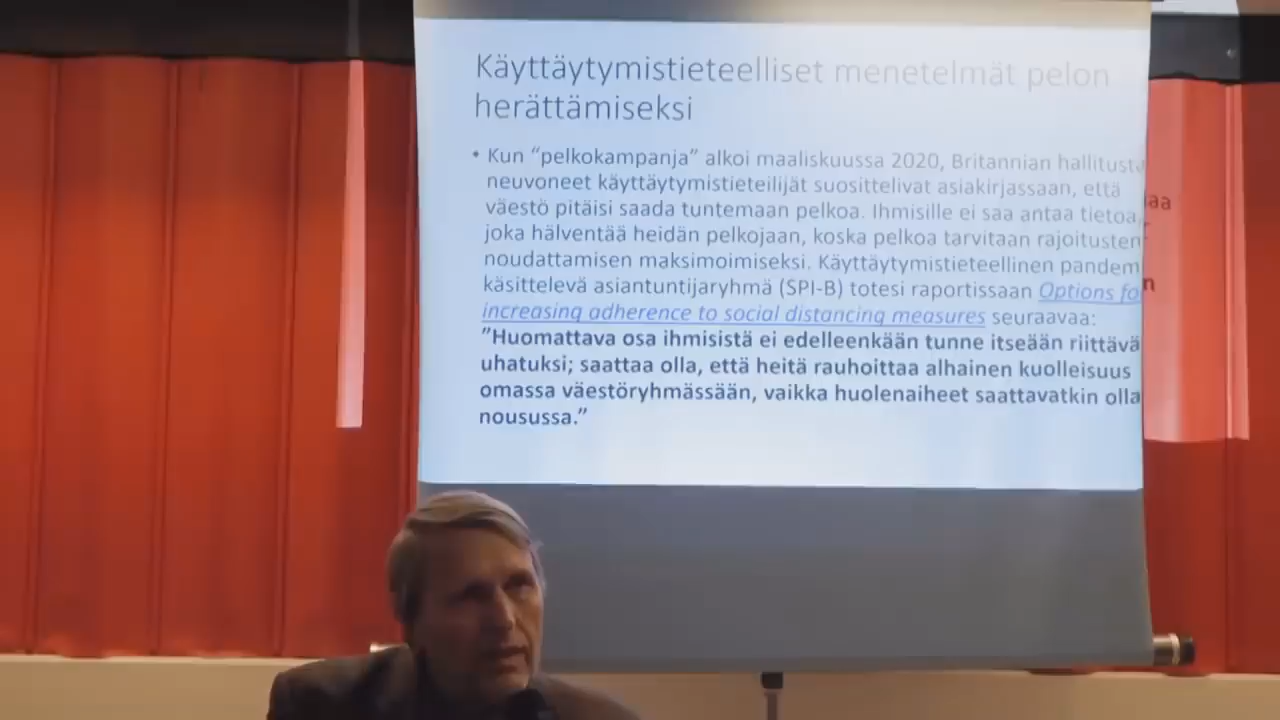 Käyttäytymistieteelliset menetelmät pelon
herättämiseksi
• Kun “pelkokampanja” alkoi maaliskuussa 2020, Britannian hallitusta
neuvoneet käyttäytymistieteilijät suosittelivat asiakirjassaan, että
väestö pitäisi saada tuntemaan pelkoa. Ihmisille ei saa antaa tietoa,
joka hälventää heidän pelkojaan, koska pelkoa tarvitaan rajoitusten
noudattamisen maksimoimiseksi. Käyttäytymistieteellinen pandem
käsittelevä asiantuntijaryhmä (SPI-B) totesi raportissaan Options fo
increasing adherence to social distancing measures seuraavaa:
”Huomattava osa ihmisistä ei edelleenkään tunne itseään riittävä
uhatuksi; saattaa olla, että heitä rauhoittaa alhainen kuolleisuus
omassa väestöryhmässään, vaikka huolenaiheet saattavatkin olla
nousussa.”